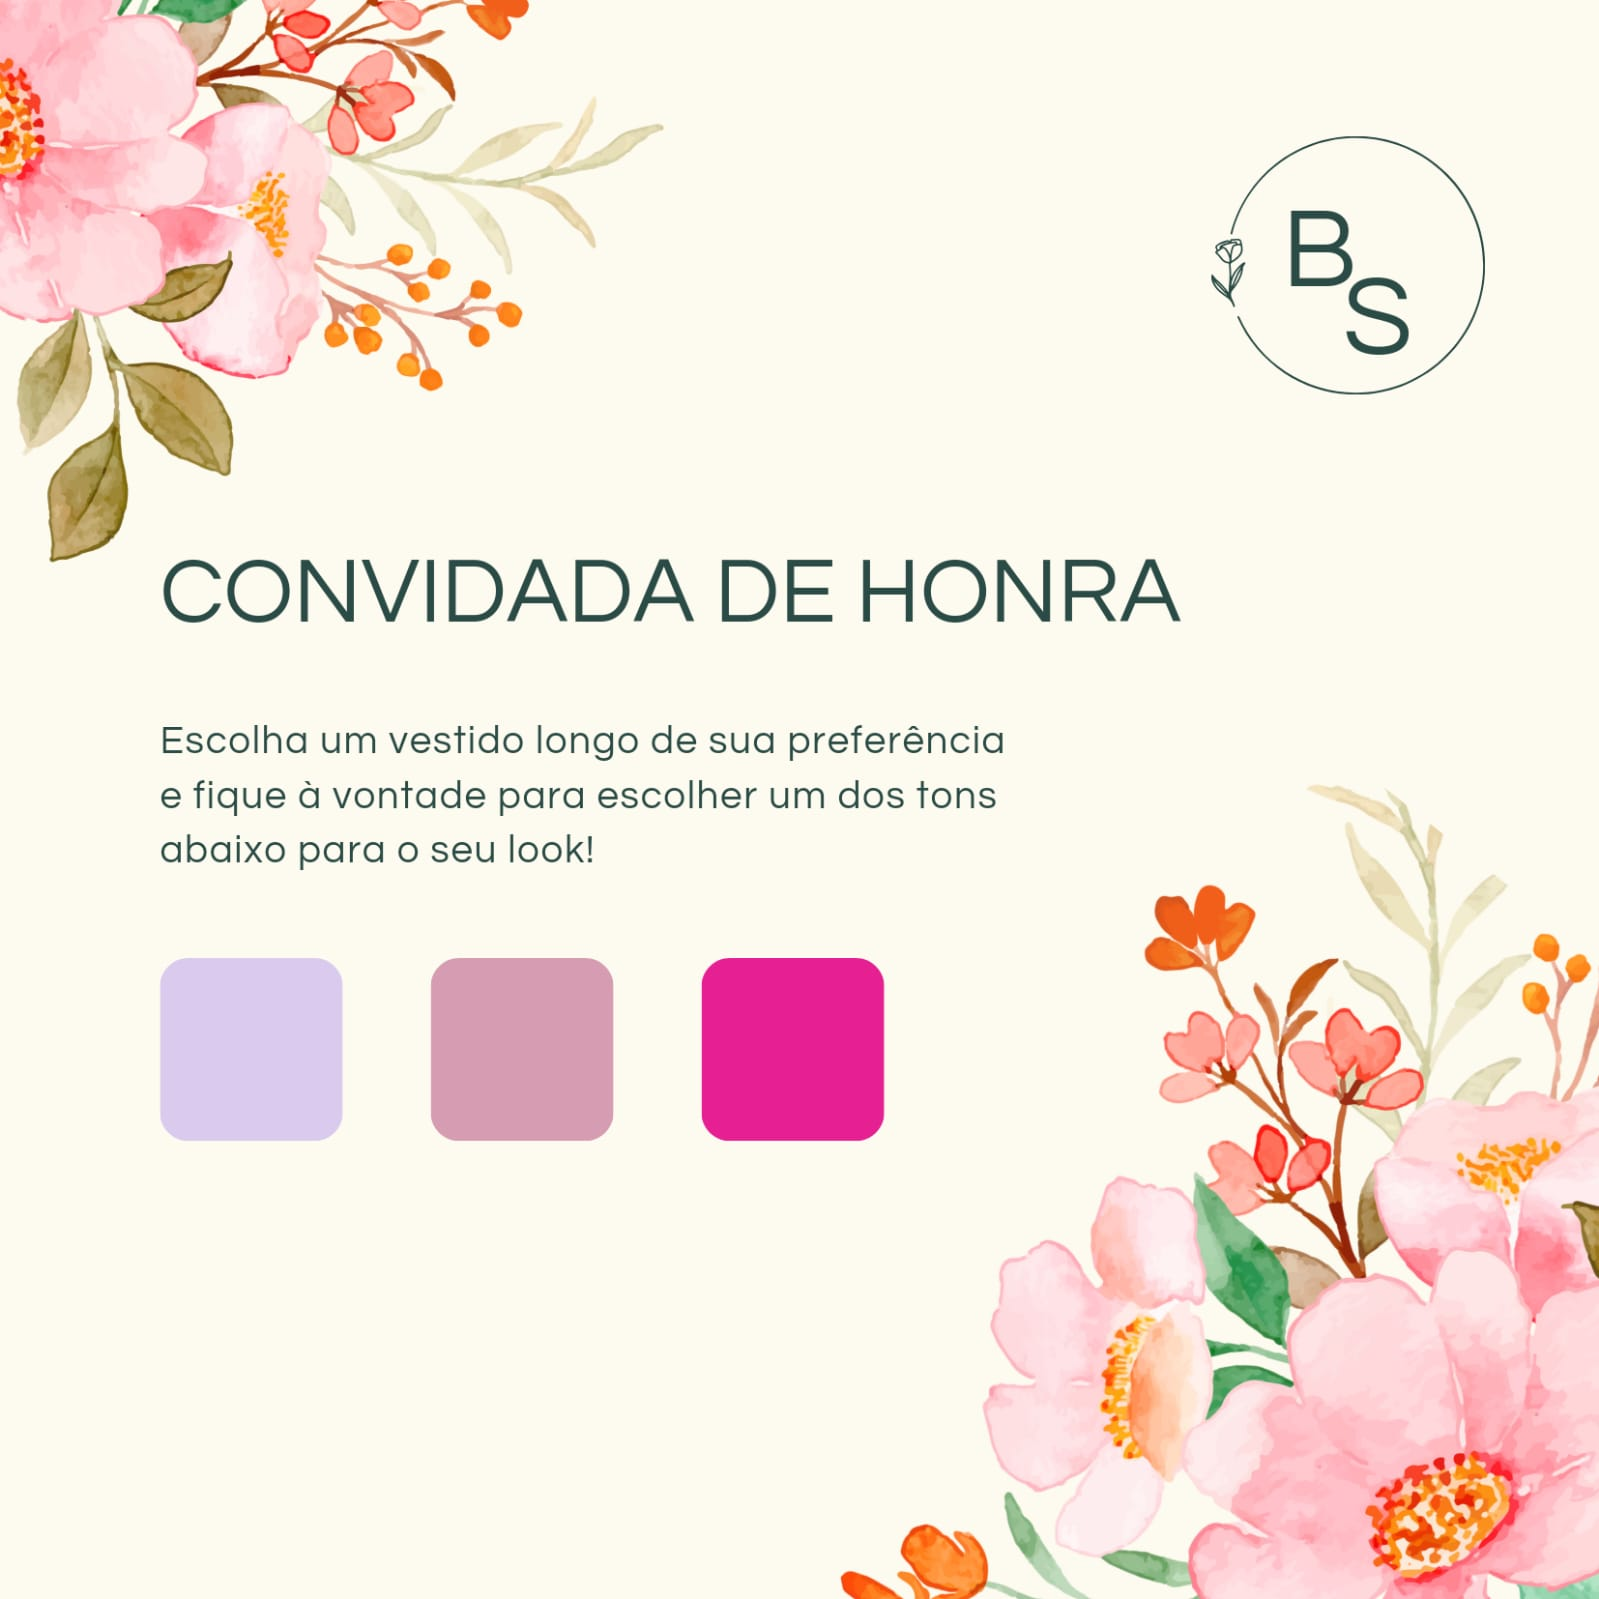 B
S
CONVIDADA DE HONRA
Escolha um vestido longo de sua preferência
e fique à vontade para escolher um dos tons
abaixo para o seu look!